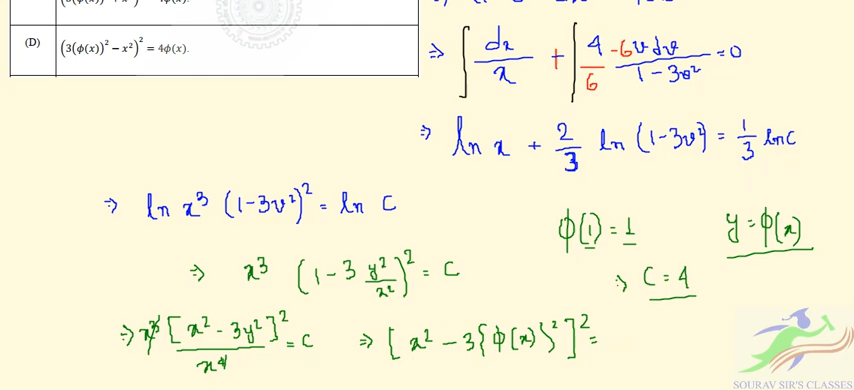 (D) (3(ϕ(x))² − x²)² = 4ϕ(x).
⇒ ∫ dx/x + ∫ 4/6 -6v dv/1 − 3v² = 0
⇒ ln x + 2/3 ln (1−3v²) = 1/3 ln C
⇒ ln x³ (1−3v²)² = ln C
ϕ(1) = 1 y = ϕ(x)
⇒ x³ (1 − 3 y²/x²)² = C ⇒ C = 4
⇒ x³ [x² − 3y²]²/x⁴ = C ⇒ [x² − 3{ϕ(x)}²]² =
SOURAV SIR'S CLASSES